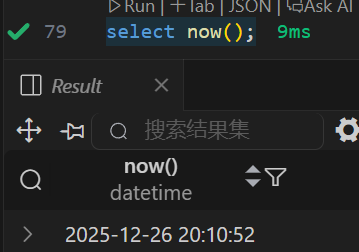 ▷Run | +Tab | JSON | Ask AI
79 select now(); 9ms
Result
搜索结果集
now()
datetime
2025-12-26 20:10:52